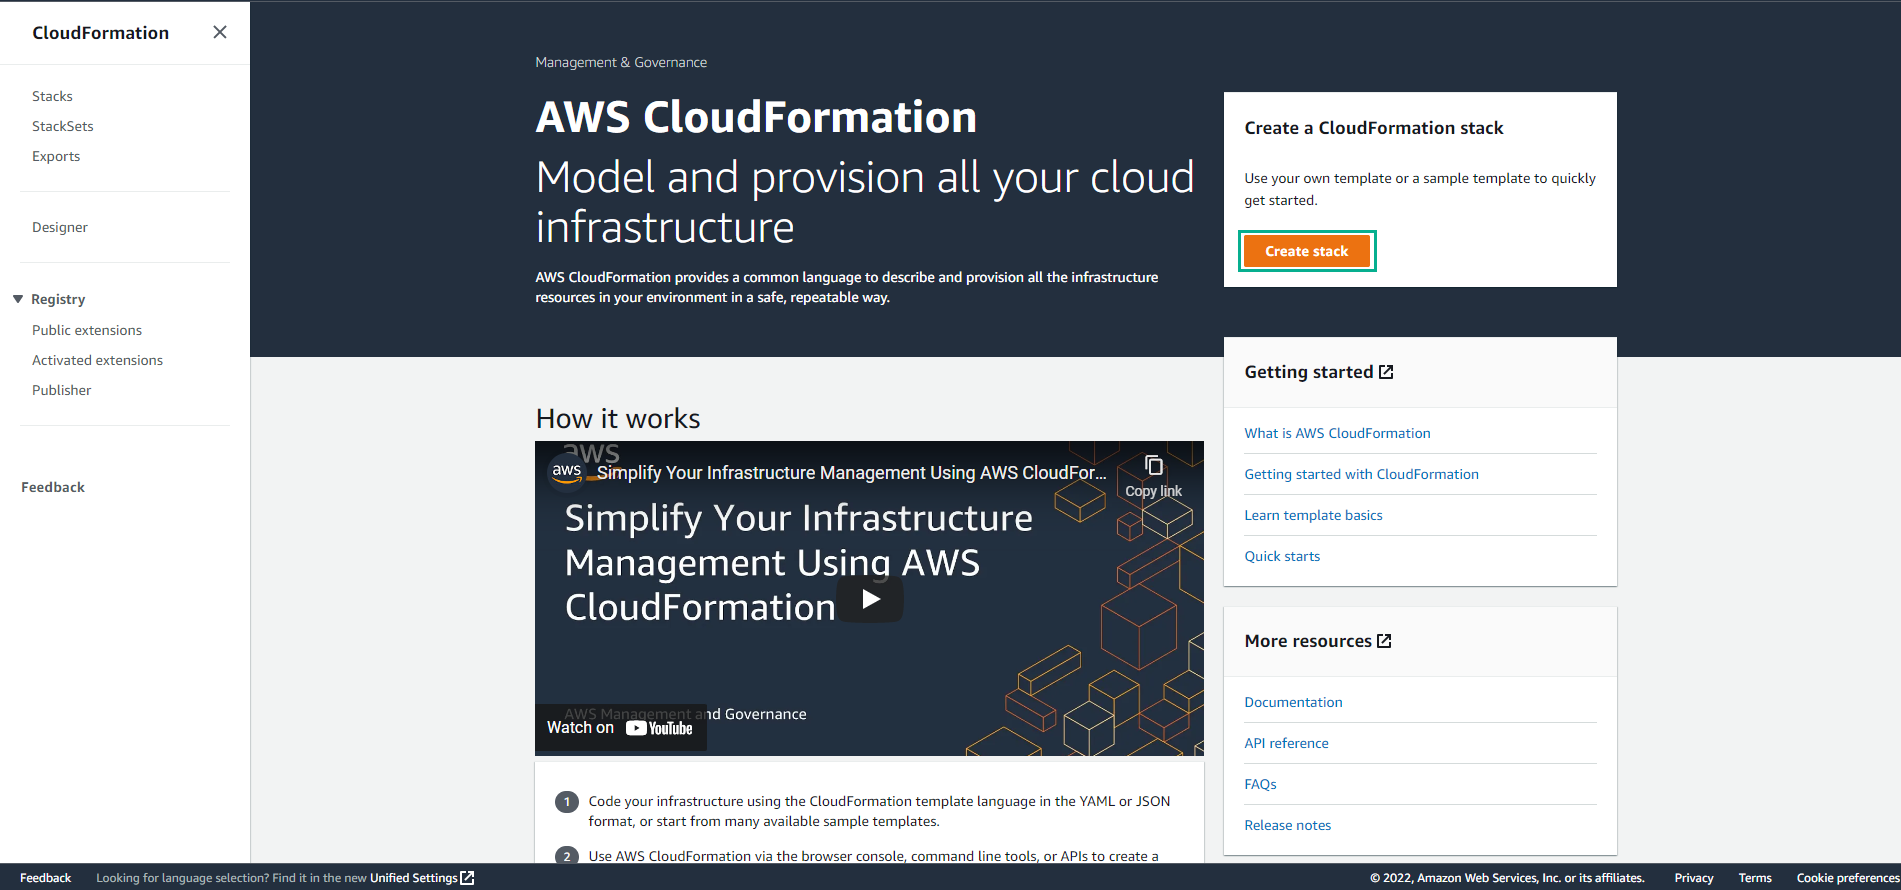 CloudFormation
Stacks
StackSets
Exports
Designer
Registry
Public extensions
Activated extensions
Publisher
Feedback
Management & Governance
AWS CloudFormation
Model and provision all your cloud
infrastructure
AWS CloudFormation provides a common language to describe and provision all the infrastructure
resources in your environment in a safe, repeatable way.
Create a CloudFormation stack
Use your own template or a sample template to quickly
get started.
Create stack
How it works
aws
aws
Simplify Your Infrastructure Management Using AWS CloudFor...
Copy link
Simplify Your Infrastructure
Management Using AWS
CloudFormation
AWS Management and Governance
Watch on YouTube
1 Code your infrastructure using the CloudFormation template language in the YAML or JSON
format, or start from many available sample templates.
2 Use AWS CloudFormation via the browser console, command line tools, or APIs to create a
Getting started
What is AWS CloudFormation
Getting started with CloudFormation
Learn template basics
Quick starts
More resources
Documentation
API reference
FAQs
Release notes
Feedback Looking for language selection? Find it in the new Unified Settings © 2022, Amazon Web Services, Inc. or its affiliates. Privacy Terms Cookie preferences